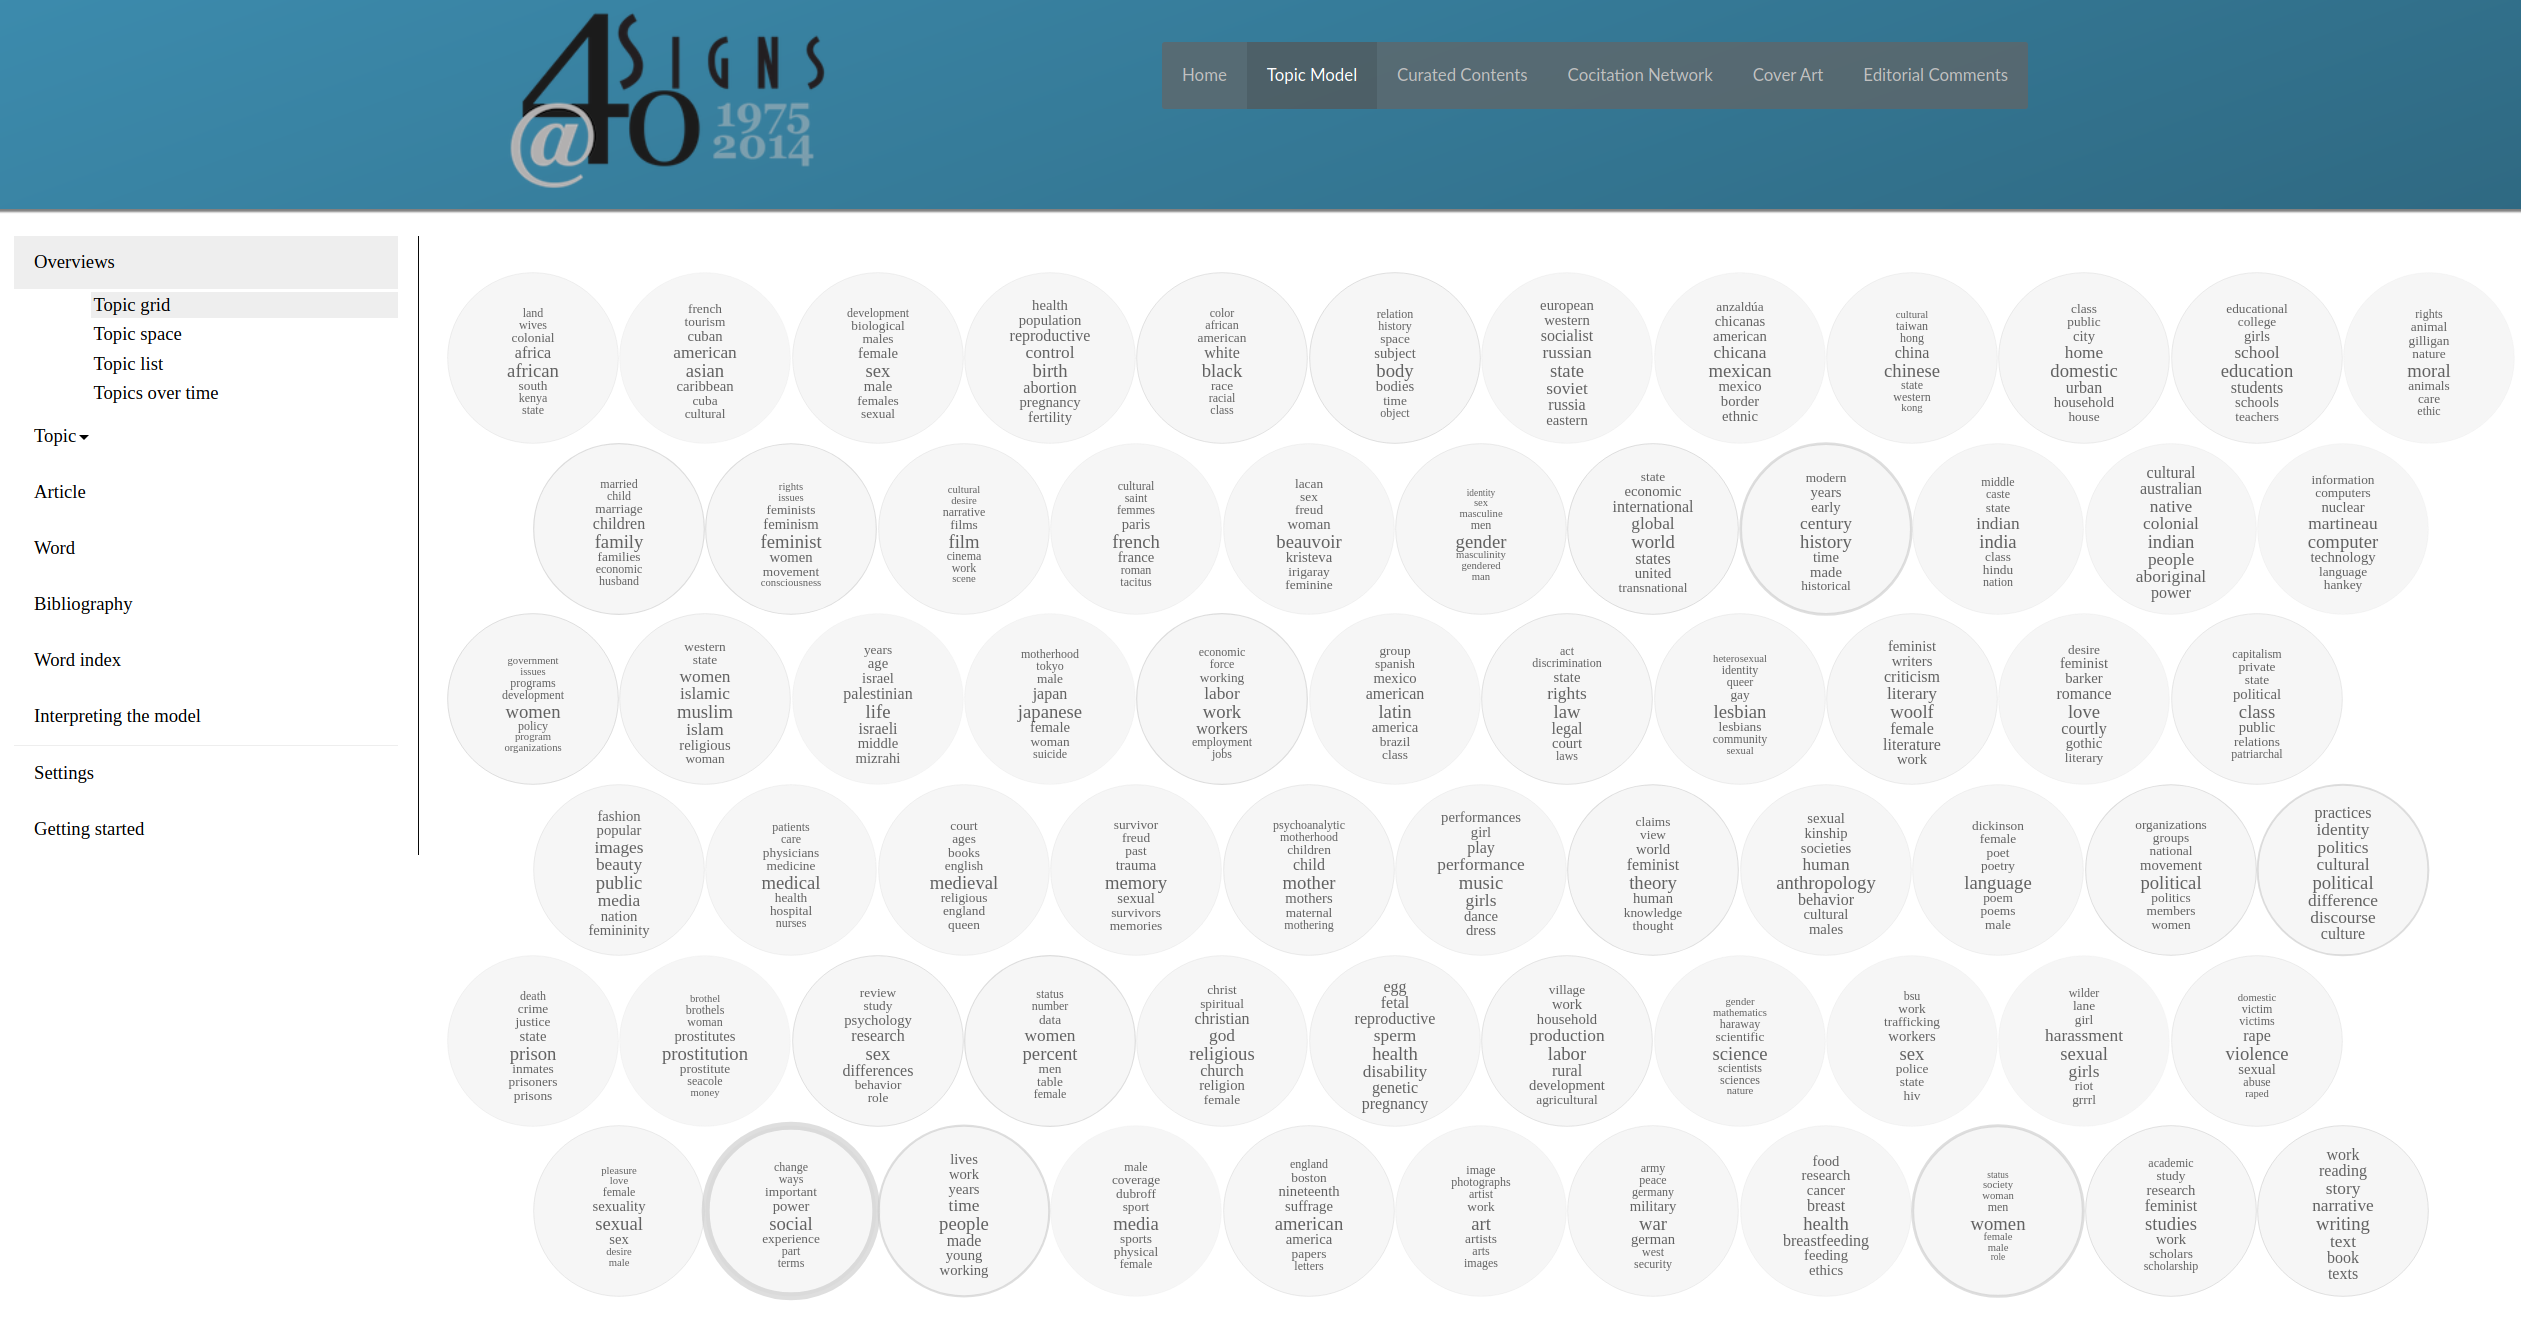 SIGNS
@40
1975
2014
Home
Topic Model
Curated Contents
Cocitation Network
Cover Art
Editorial Comments
Overviews
Topic grid
Topic space
Topic list
Topics over time
Topic
Article
Word
Bibliography
Word index
Interpreting the model
Settings
Getting started
land
wives
colonial
africa
african
south
kenya
state
french
tourism
cuban
american
asian
caribbean
cuba
cultural
development
biological
males
female
sex
male
females
sexual
health
population
reproductive
control
birth
abortion
pregnancy
fertility
color
african
american
white
black
race
racial
class
relation
history
space
subject
body
bodies
time
object
european
western
socialist
russian
state
soviet
russia
eastern
anzaldúa
chicanas
american
chicana
mexican
mexico
border
ethnic
cultural
taiwan
hong
china
chinese
state
western
kong
class
public
city
home
domestic
urban
household
house
educational
college
girls
school
education
students
schools
teachers
rights
animal
gilligan
nature
moral
animals
care
ethic
married
child
marriage
children
family
families
economic
husband
rights
issues
feminists
feminism
feminist
women
movement
consciousness
cultural
desire
narrative
films
film
cinema
work
scene
cultural
saint
femmes
paris
french
france
roman
tacitus
lacan
sex
freud
woman
beauvoir
kristeva
irigaray
feminine
identity
sex
masculine
men
gender
masculinity
gendered
man
state
economic
international
global
world
states
united
transnational
modern
years
early
century
history
time
made
historical
middle
caste
state
indian
india
class
hindu
nation
cultural
australian
native
colonial
indian
people
aboriginal
power
information
computers
nuclear
martineau
computer
technology
language
hankey
government
issues
programs
development
women
policy
program
organizations
western
state
women
islamic
muslim
islam
religious
woman
years
age
israel
palestinian
life
israeli
middle
mizrahi
motherhood
tokyo
male
japan
japanese
female
woman
suicide
economic
force
working
labor
work
workers
employment
jobs
group
spanish
mexico
american
latin
america
brazil
class
act
discrimination
state
rights
law
legal
court
laws
heterosexual
identity
queer
gay
lesbian
lesbians
community
sexual
feminist
writers
criticism
literary
woolf
female
literature
work
desire
feminist
barker
romance
love
courtly
gothic
literary
capitalism
private
state
political
class
public
relations
patriarchal
fashion
popular
images
beauty
public
media
nation
femininity
patients
care
physicians
medicine
medical
health
hospital
nurses
court
ages
books
english
medieval
religious
england
queen
survivor
freud
past
trauma
memory
sexual
survivors
memories
psychoanalytic
motherhood
children
child
mother
mothers
maternal
mothering
performances
girl
play
performance
music
girls
dance
dress
claims
view
world
feminist
theory
human
knowledge
thought
sexual
kinship
societies
human
anthropology
behavior
cultural
males
dickinson
female
poet
poetry
language
poem
poems
male
organizations
groups
national
movement
political
politics
members
women
practices
identity
politics
cultural
political
difference
discourse
culture
death
crime
justice
state
prison
inmates
prisoners
prisons
brothel
brothels
woman
prostitutes
prostitution
prostitute
seacole
money
review
study
psychology
research
sex
differences
behavior
role
status
number
data
women
percent
men
table
female
christ
spiritual
christian
god
religious
church
religion
female
egg
fetal
reproductive
sperm
health
disability
genetic
pregnancy
village
work
household
production
labor
rural
development
agricultural
gender
mathematics
haraway
scientific
science
scientists
sciences
nature
bsu
work
trafficking
workers
sex
police
state
hiv
wilder
lane
girl
harassment
sexual
girls
riot
grrrl
domestic
victim
victims
rape
violence
sexual
abuse
raped
pleasure
love
female
sexuality
sexual
sex
desire
male
change
ways
important
power
social
experience
part
terms
lives
work
years
time
people
made
young
working
male
coverage
dubroff
sport
media
sports
physical
female
england
boston
nineteenth
suffrage
american
america
papers
letters
image
photographs
artist
work
art
artists
arts
images
army
peace
germany
military
war
german
west
security
food
research
cancer
breast
health
breastfeeding
feeding
ethics
status
society
woman
men
women
female
male
role
academic
study
research
feminist
studies
work
scholars
scholarship
work
reading
story
narrative
writing
text
book
texts